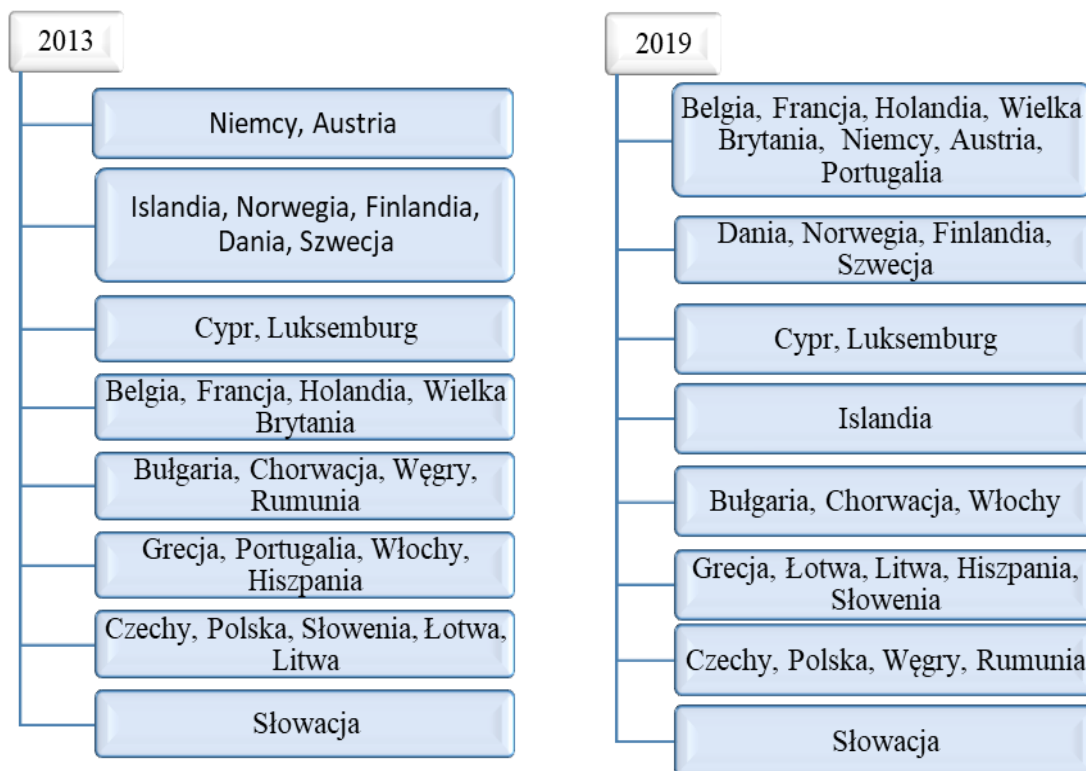 2013
Niemcy, Austria
Islandia, Norwegia, Finlandia,
Dania, Szwecja
Cypr, Luksemburg
Belgia, Francja, Holandia, Wielka
Brytania
Bułgaria, Chorwacja, Węgry,
Rumunia
Grecja, Portugalia, Włochy,
Hiszpania
Czechy, Polska, Słowenia, Łotwa,
Litwa
Słowacja
2019
Belgia, Francja, Holandia, Wielka
Brytania, Niemcy, Austria,
Portugalia
Dania, Norwegia, Finlandia,
Szwecja
Cypr, Luksemburg
Islandia
Bułgaria, Chorwacja, Włochy
Grecja, Łotwa, Litwa, Hiszpania,
Słowenia
Czechy, Polska, Węgry, Rumunia
Słowacja